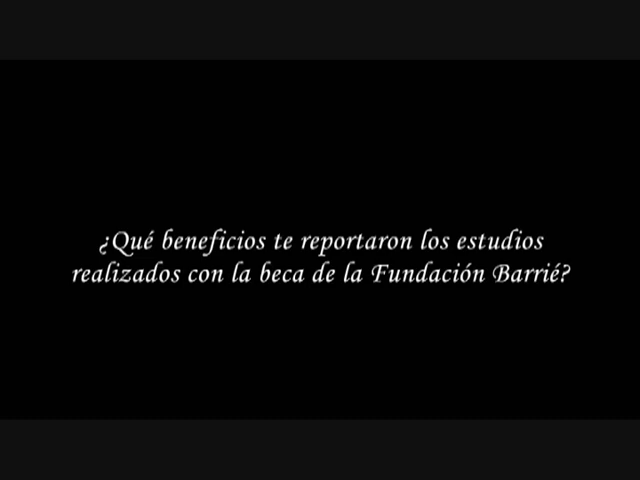 ¿Qué beneficios te reportaron los estudios
realizados con la beca de la Fundación Barrié?